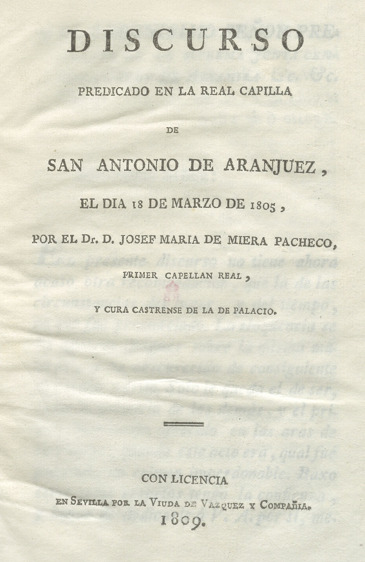 DISCURSO
PREDICADO EN LA REAL CAPILLA
DE
SAN ANTONIO DE ARANJUEZ,
EL DIA 18 DE MARZO DE 1805,
POR EL Dr. D. JOSEF MARIA DE MIERA PACHECO,
PRIMER CAPELLAN REAL,
Y CURA CASTRENSE DE LA DE PALACIO.
CON LICENCIA
EN SEVILLA POR LA VIUDA DE VAZQUEZ Y COMPAÑIA.
1809.